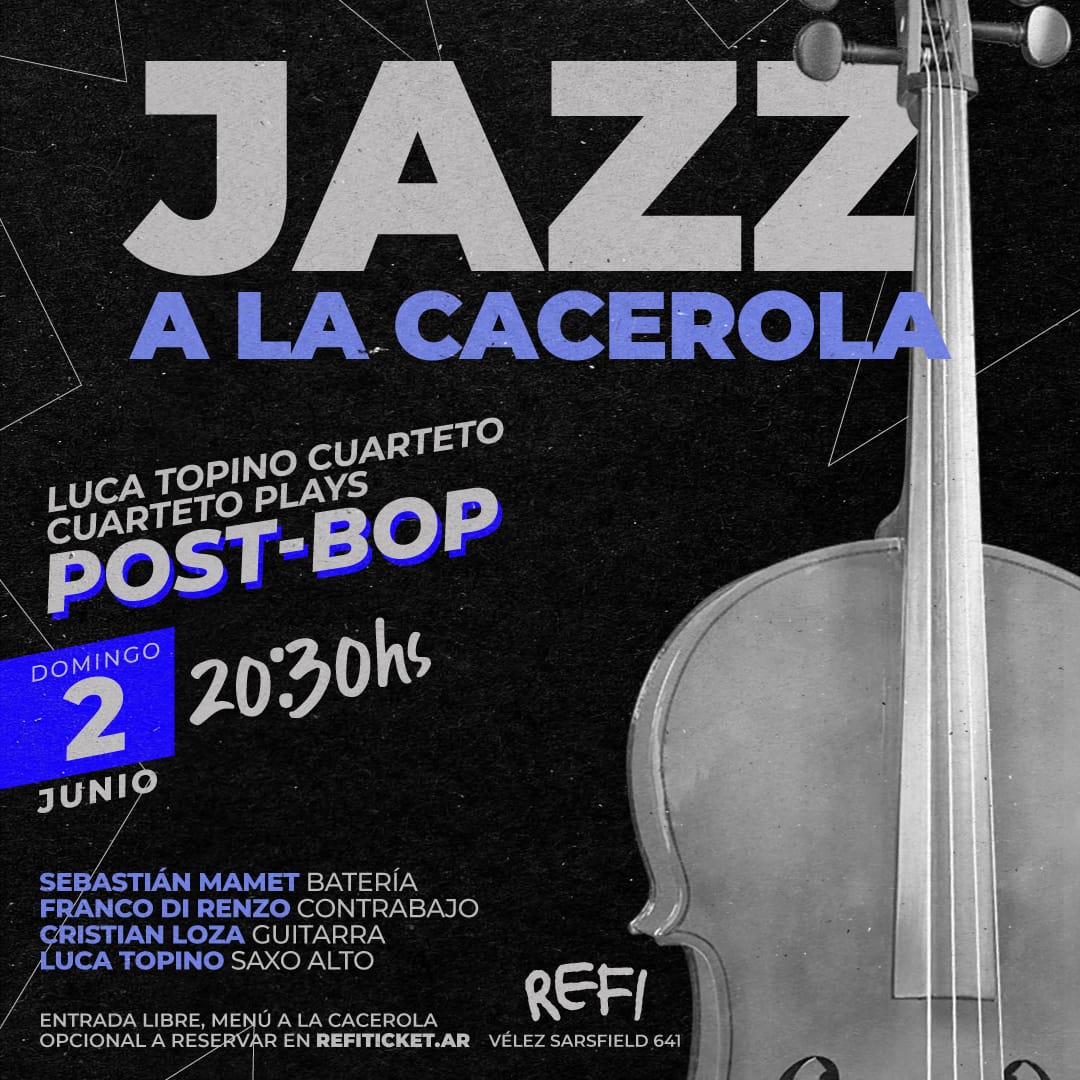 JAZZ
A LA CACEROLA
LUCA TOPINO CUARTETO
CUARTETO PLAYS
POST-BOP
DOMINGO
2
JUNIO
20:30hs
SEBASTIÁN MAMET BATERÍA
FRANCO DI RENZO CONTRABAJO
CRISTIAN LOZA GUITARRA
LUCA TOPINO SAXO ALTO
ENTRADA LIBRE, MENÚ A LA CACEROLA
OPCIONAL A RESERVAR EN REFITICKET.AR
REFI
VÉLEZ SARSFIELD 641